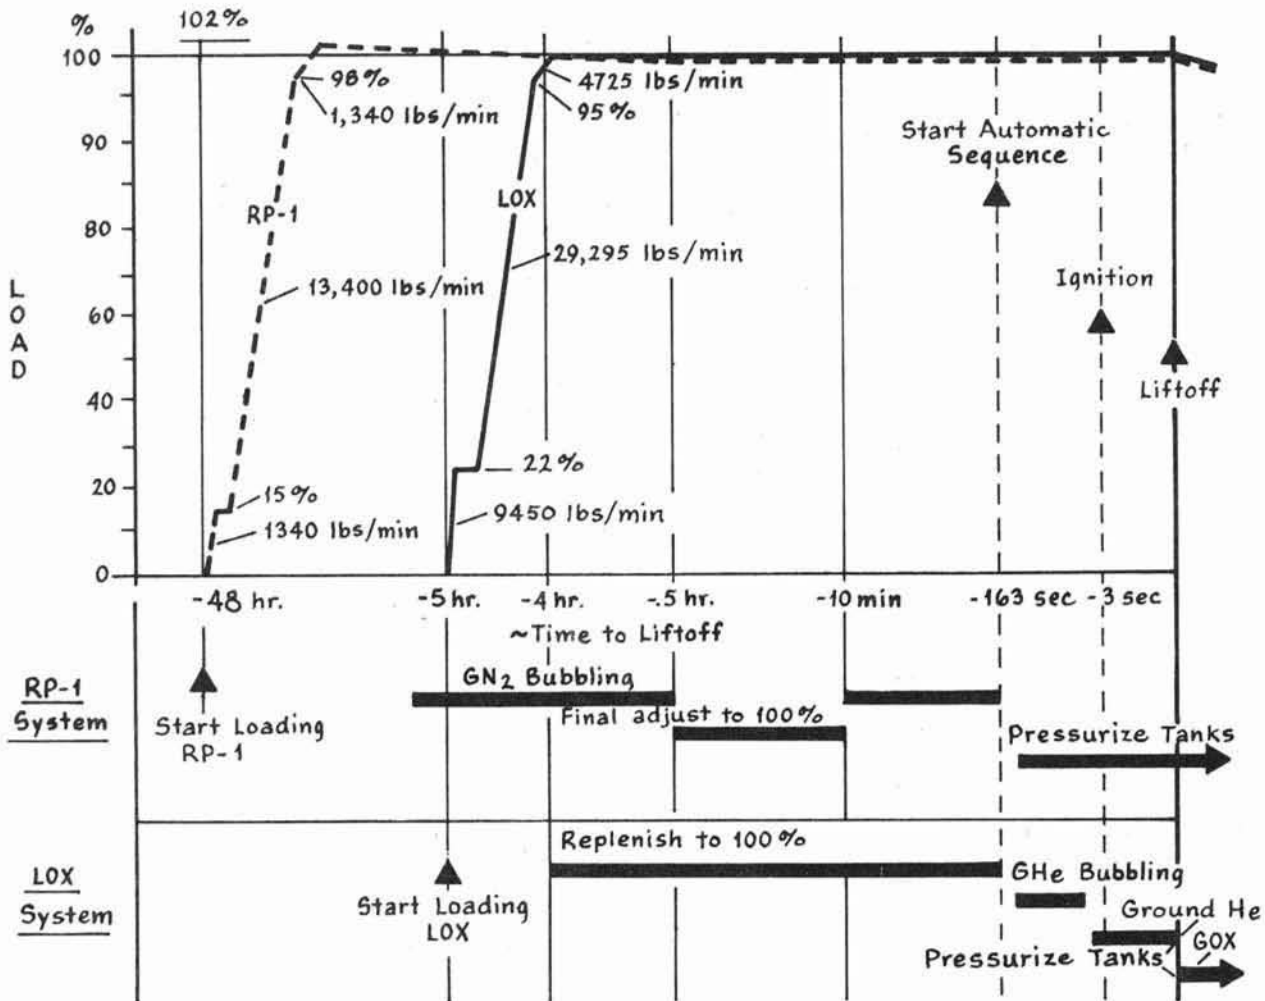 %
102%
100
98%
1,340 lbs/min
4725 lbs/min
95%
90
Start Automatic
Sequence
LOX
RP-1
80
29,295 lbs/min
13,400 lbs/min
Ignition
LOAD
60
Liftoff
40
22%
20
15%
9450 lbs/min
1340 lbs/min
0
-48 hr.
-5 hr.
-4 hr.
-.5 hr.
-10 min
-163 sec
-3 sec
~Time to Liftoff
RP-1
System
GN2 Bubbling
Start Loading
RP-1
Final adjust to 100%
Pressurize Tanks
LOX
System
Replenish to 100%
Start Loading
LOX
GHe Bubbling
Ground He
Pressurize Tanks
GOX